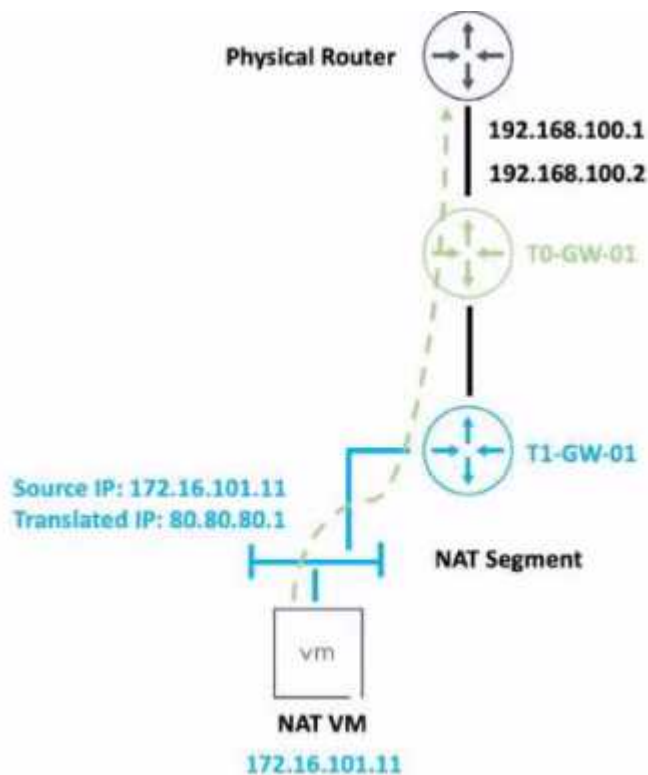 Physical Router
192.168.100.1
192.168.100.2
T0-GW-01
T1-GW-01
Source IP: 172.16.101.11
Translated IP: 80.80.80.1
NAT Segment
vm
NAT VM
172.16.101.11